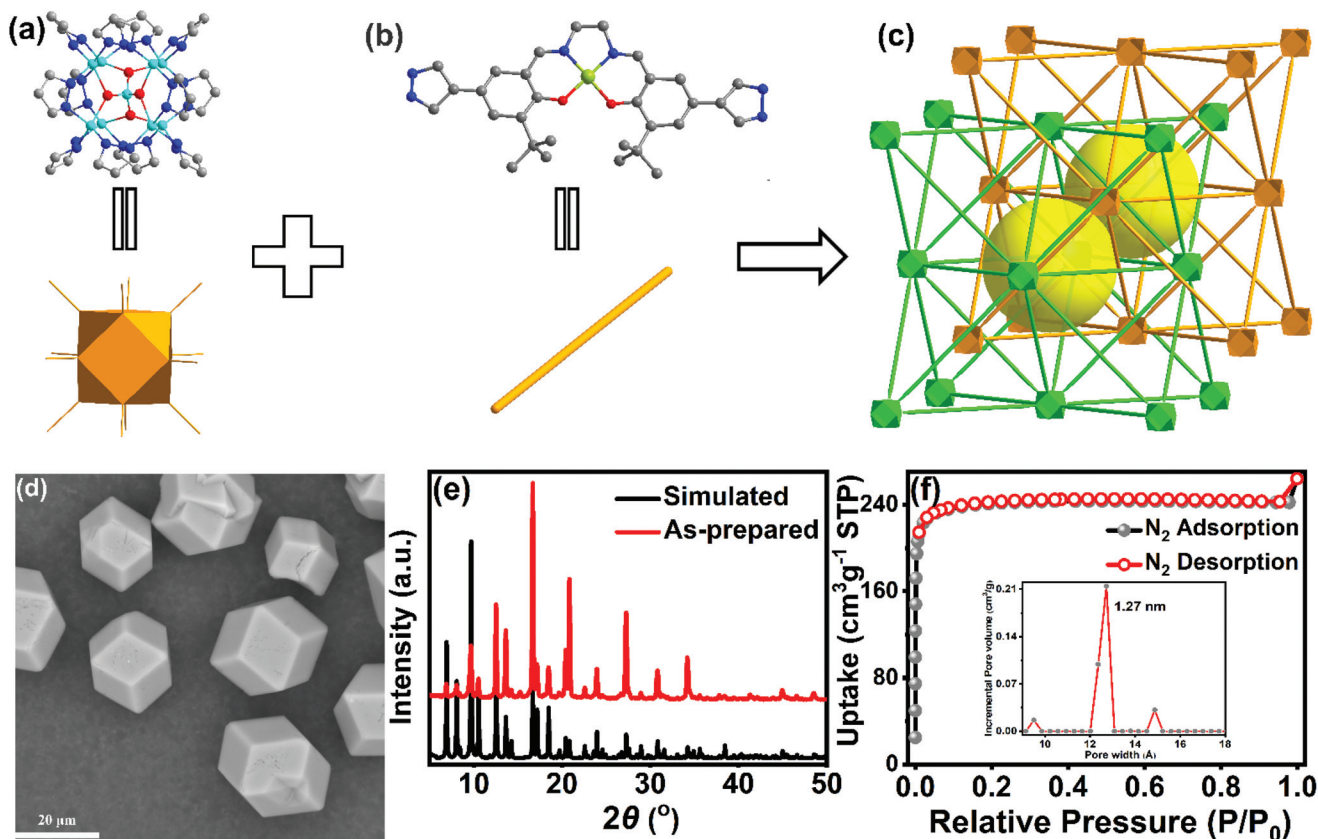 (a)
(b)
(c)
(d)
20 μm
(e)
Simulated
As-prepared
Intensity (a.u.)
10
20
30
40
50
2θ (°)
(f)
N₂ Adsorption
N₂ Desorption
Uptake (cm³g⁻¹ STP)
240
160
80
0
0.0
0.2
0.4
0.6
0.8
1.0
Relative Pressure (P/P₀)
1.27 nm
Incremental Pore volume (cm³/g)
0.21
0.14
0.07
0.00
10
12
14
16
18
Pore width (Å)